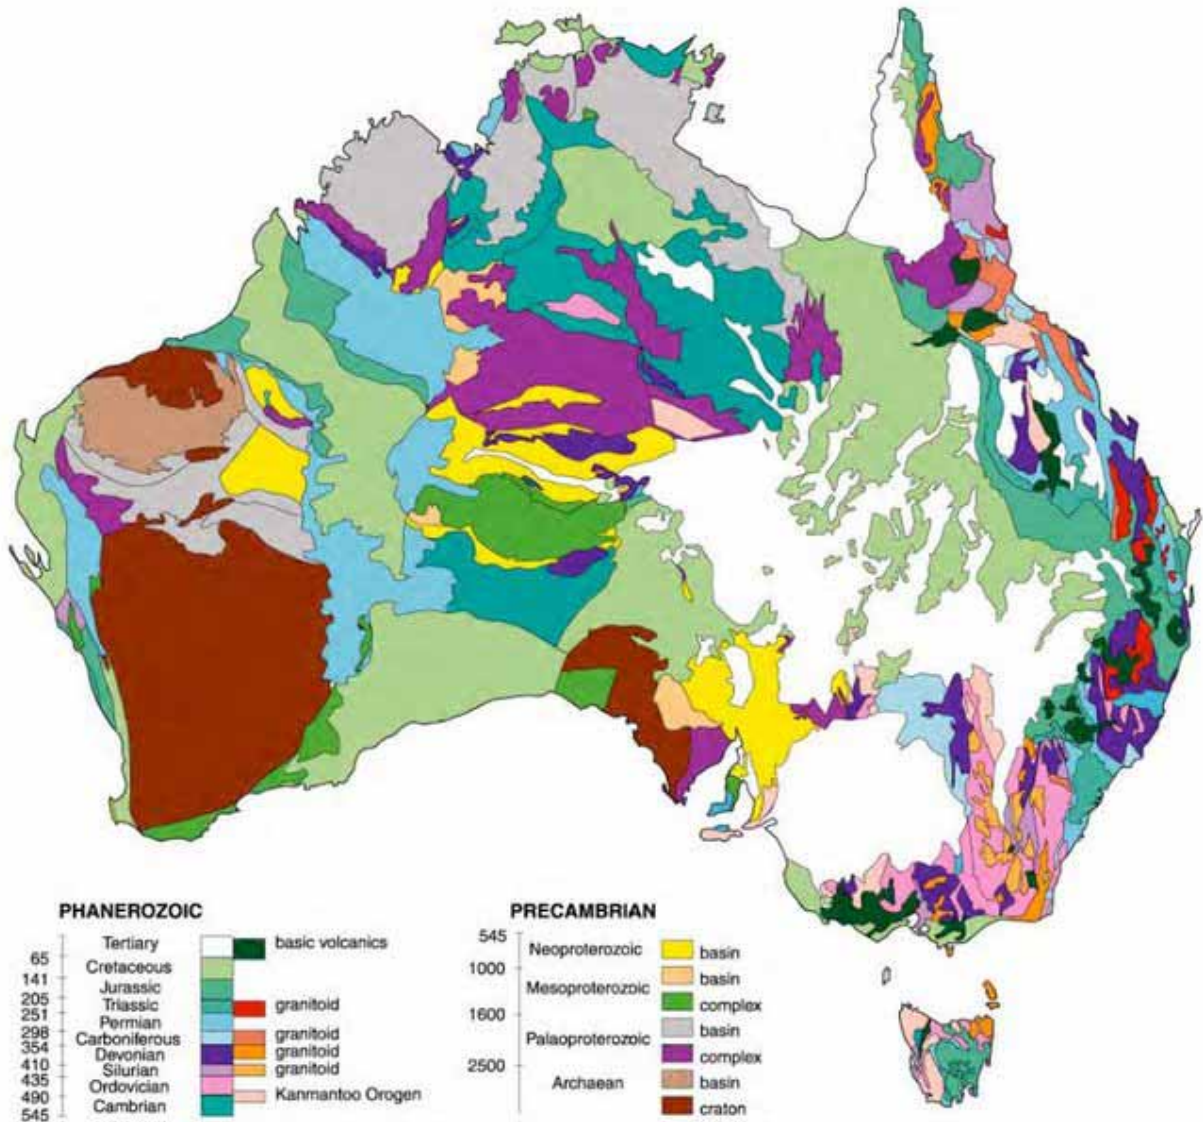 PHANEROZOIC
Tertiary
basic volcanics
65
Cretaceous
141
Jurassic
205
Triassic
granitoid
251
Permian
298
Carboniferous
granitoid
354
Devonian
granitoid
410
Silurian
granitoid
435
Ordovician
490
Kanmantoo Orogen
Cambrian
545
PRECAMBRIAN
545
Neoproterozoic
basin
1000
Mesoproterozoic
basin
complex
1600
Palaoproterozoic
basin
complex
2500
Archaean
basin
craton